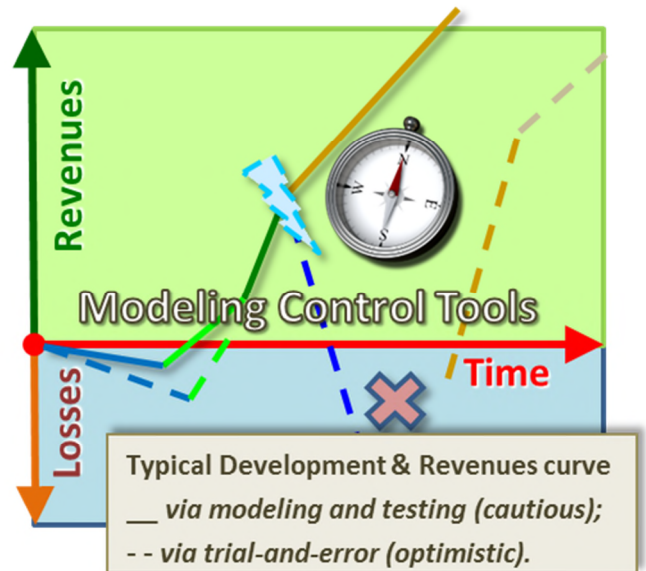 Revenues
N
W
E
S
Modeling Control Tools
Time
Losses
Typical Development & Revenues curve
__ via modeling and testing (cautious);
- - via trial-and-error (optimistic).